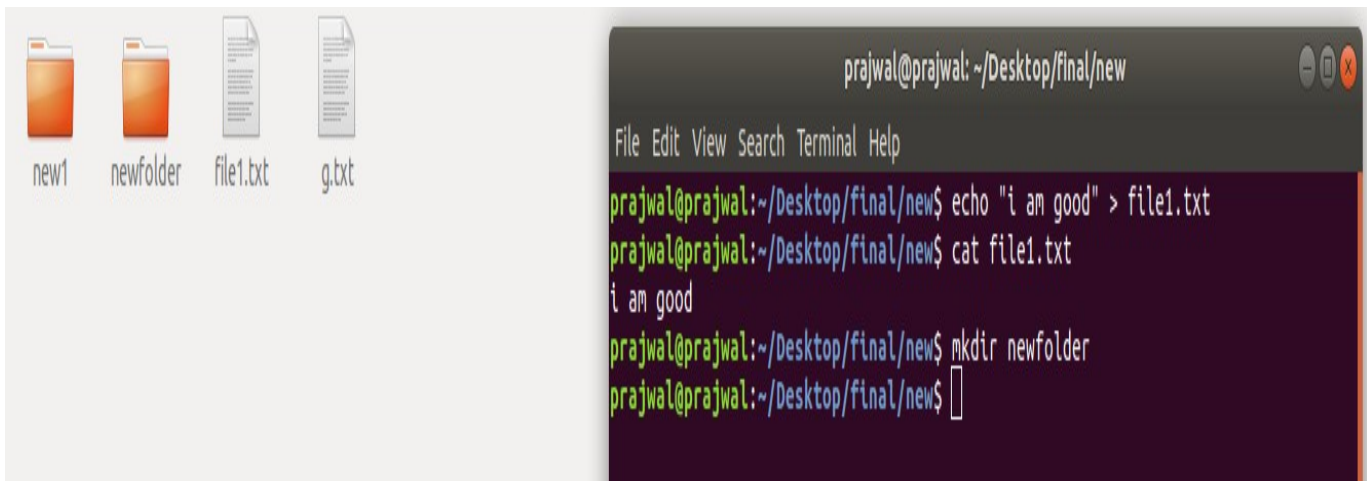 new1 newfolder file1.txt g.txt
prajwal@prajwal: ~/Desktop/final/new
File Edit View Search Terminal Help
prajwal@prajwal:~/Desktop/final/new$ echo "i am good" > file1.txt
prajwal@prajwal:~/Desktop/final/new$ cat file1.txt
i am good
prajwal@prajwal:~/Desktop/final/new$ mkdir newfolder
prajwal@prajwal:~/Desktop/final/new$